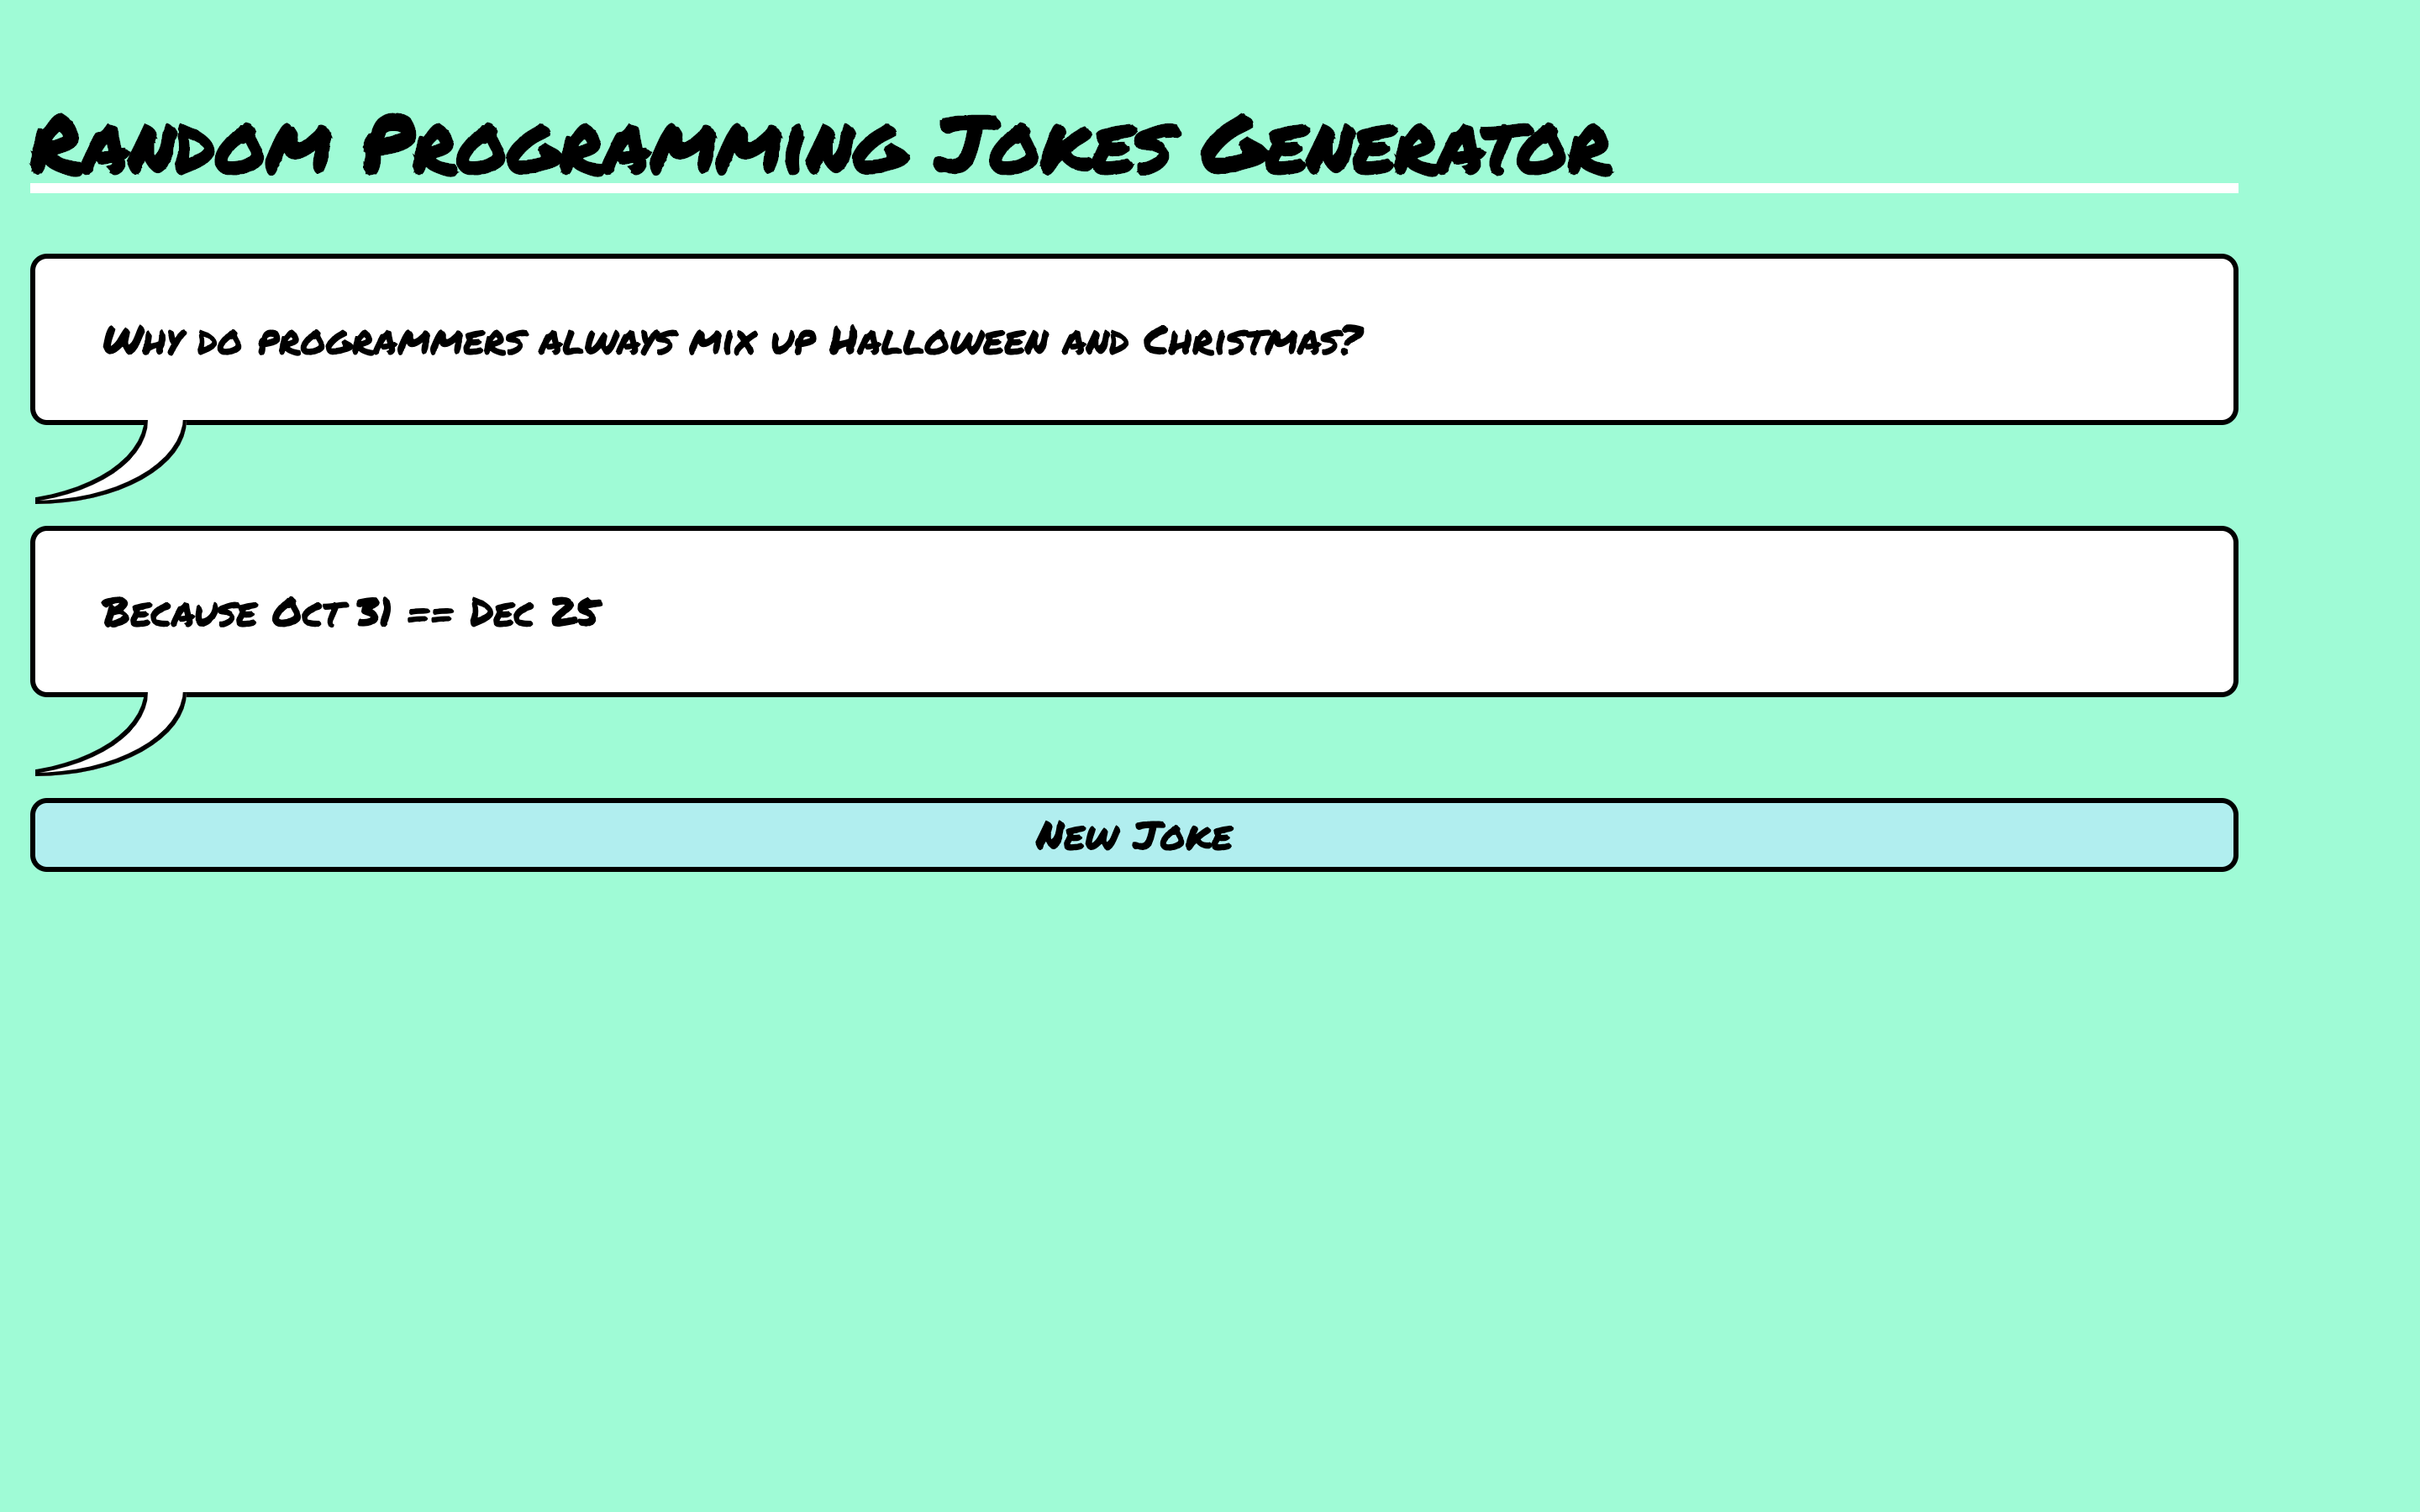 Random Programming Jokes Generator
Why do programmers always mix up Halloween and Christmas?
Because Oct 31 == Dec 25
New Joke